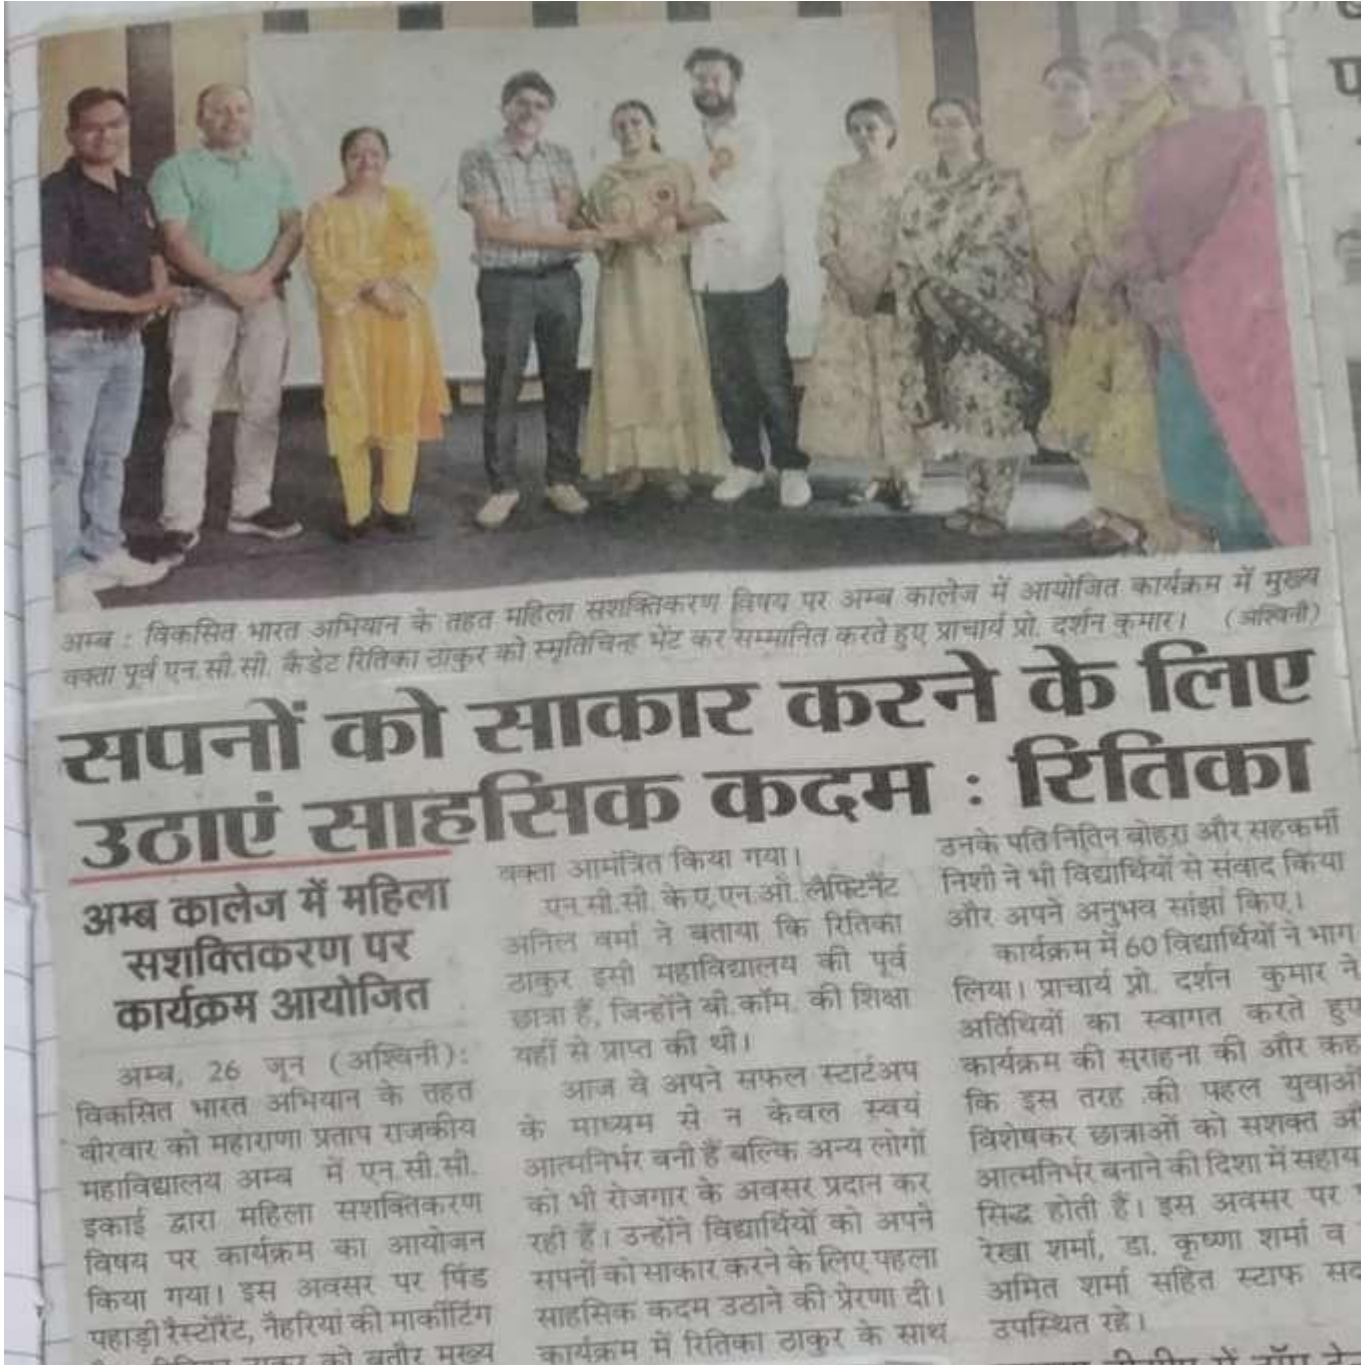 अम्ब : विकसित भारत अभियान के तहत महिला सशक्तिकरण विषय पर अम्ब कालेज में आयोजित कार्यक्रम में मुख्य
वक्ता पूर्व एन.सी.सी. कैडेट रितिका ठाकुर को स्मृतिचिन्ह भेंट कर सम्मानित करते हुए प्राचार्य प्रो. दर्शन कुमार। (अश्विनी)
सपनों को साकार करने के लिए
उठाएं साहसिक कदम : रितिका
अम्ब कालेज में महिला
सशक्तिकरण पर
कार्यक्रम आयोजित
अम्ब, 26 जून (अश्विनी):
विकसित भारत अभियान के तहत
वीरवार को महाराणा प्रताप राजकीय
महाविद्यालय अम्ब में एन.सी.सी.
इकाई द्वारा महिला सशक्तिकरण
विषय पर कार्यक्रम का आयोजन
किया गया। इस अवसर पर पिंड
पहाड़ी रैस्टोरैंट, नैहरियां की मार्कीटिंग
ठाकुर को बतौर मुख्य
वक्ता आमंत्रित किया गया।
एन.सी.सी. के ए.एन.ओ. लैफ्टिनैंट
अनिल वर्मा ने बताया कि रितिका
ठाकुर इसी महाविद्यालय की पूर्व
छात्रा हैं, जिन्होंने बी.कॉम. की शिक्षा
यहीं से प्राप्त की थी।
आज वे अपने सफल स्टार्टअप
के माध्यम से न केवल स्वयं
आत्मनिर्भर बनी हैं बल्कि अन्य लोगों
को भी रोजगार के अवसर प्रदान कर
रही हैं। उन्होंने विद्यार्थियों को अपने
सपनों को साकार करने के लिए पहला
साहसिक कदम उठाने की प्रेरणा दी।
कार्यक्रम में रितिका ठाकुर के साथ
उनके पति नितिन बोहरा और सहकर्मी
निशी ने भी विद्यार्थियों से संवाद किया
और अपने अनुभव सांझा किए।
कार्यक्रम में 60 विद्यार्थियों ने भाग
लिया। प्राचार्य प्रो. दर्शन कुमार ने
अतिथियों का स्वागत करते हुए
कार्यक्रम की सराहना की और कह
कि इस तरह की पहल युवाओं
विशेषकर छात्राओं को सशक्त औ
आत्मनिर्भर बनाने की दिशा में सहाय
सिद्ध होती है। इस अवसर पर
रेखा शर्मा, डा. कृष्णा शर्मा व
अमित शर्मा सहित स्टाफ सद
उपस्थित रहे।